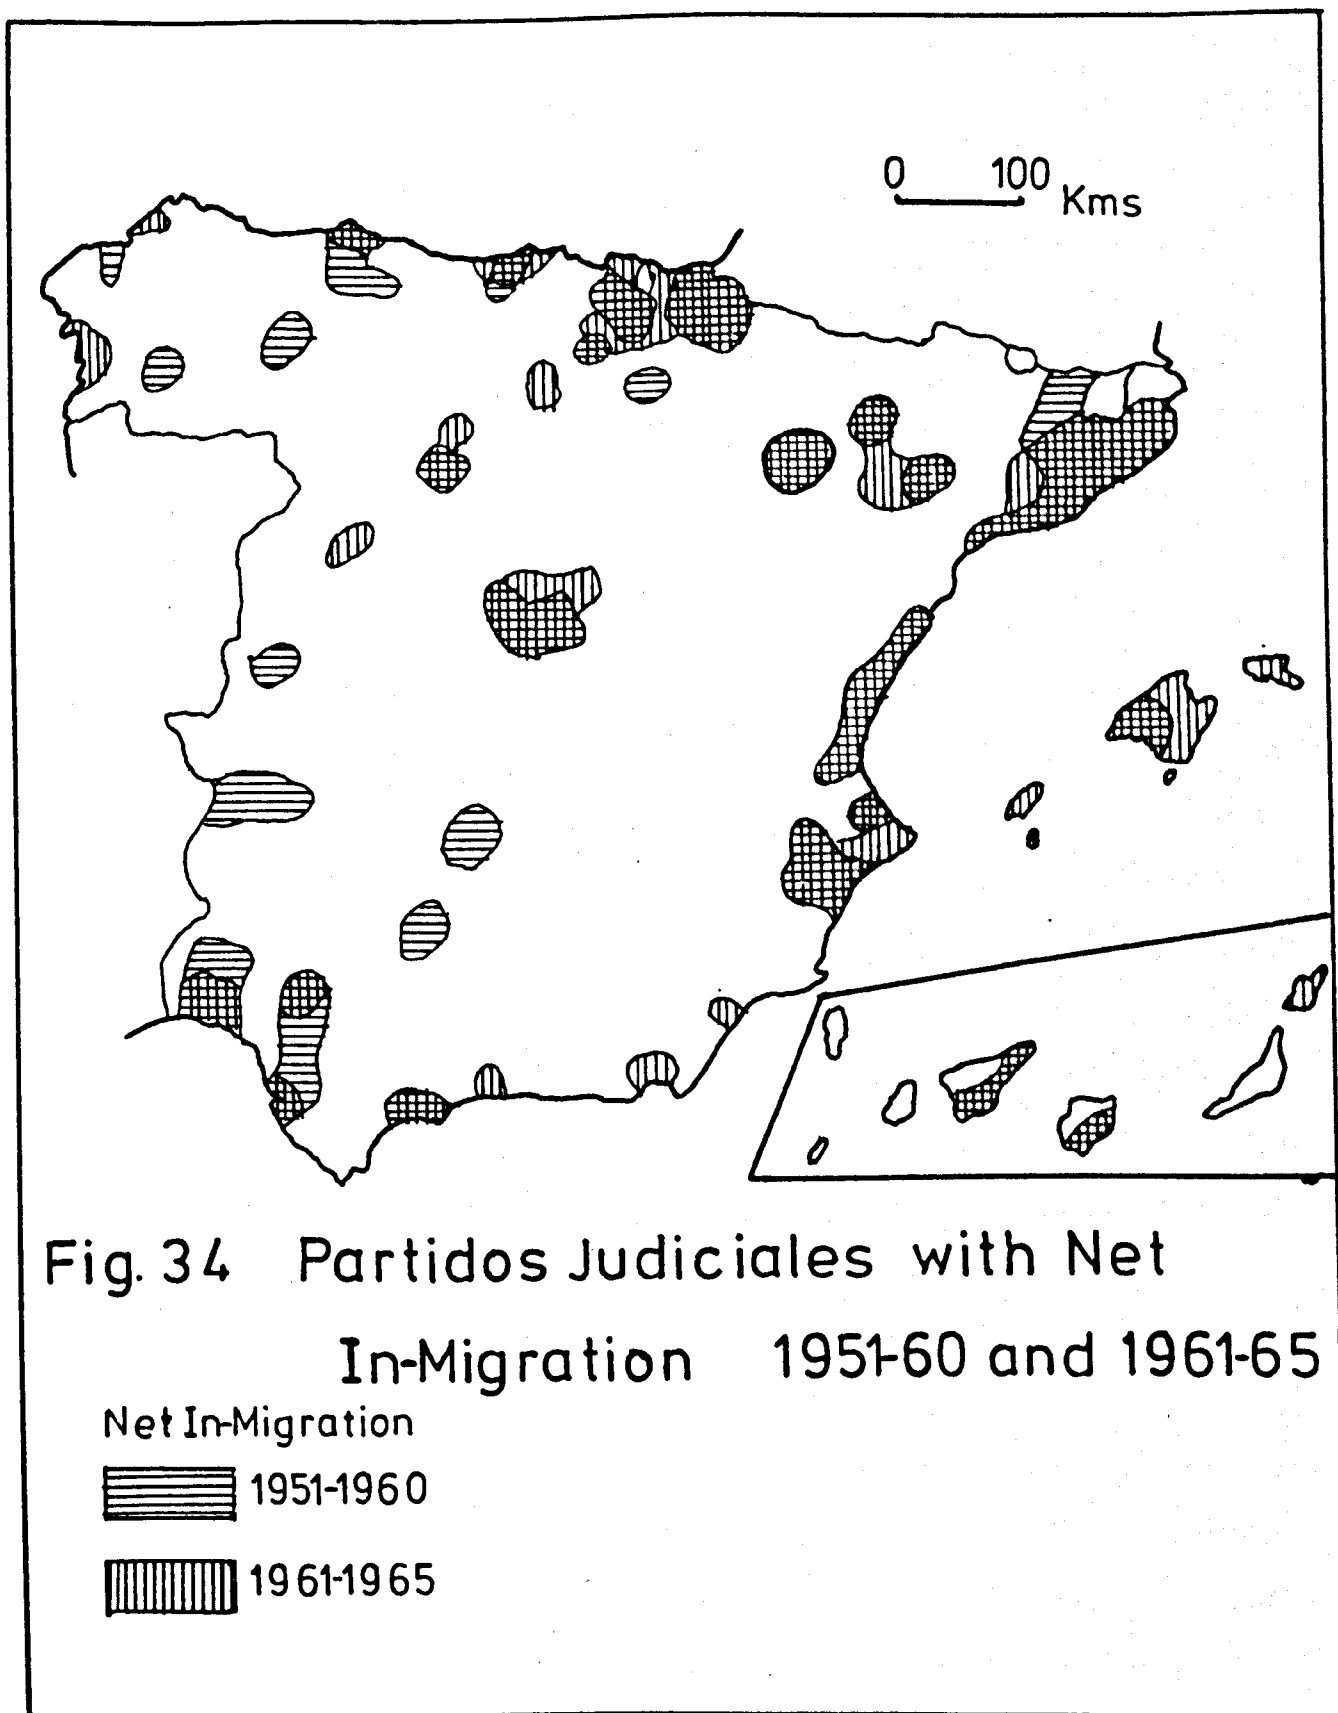 0 100 Kms
Fig. 34 Partidos Judiciales with Net
In-Migration 1951-60 and 1961-65
Net In-Migration
1951-1960
1961-1965